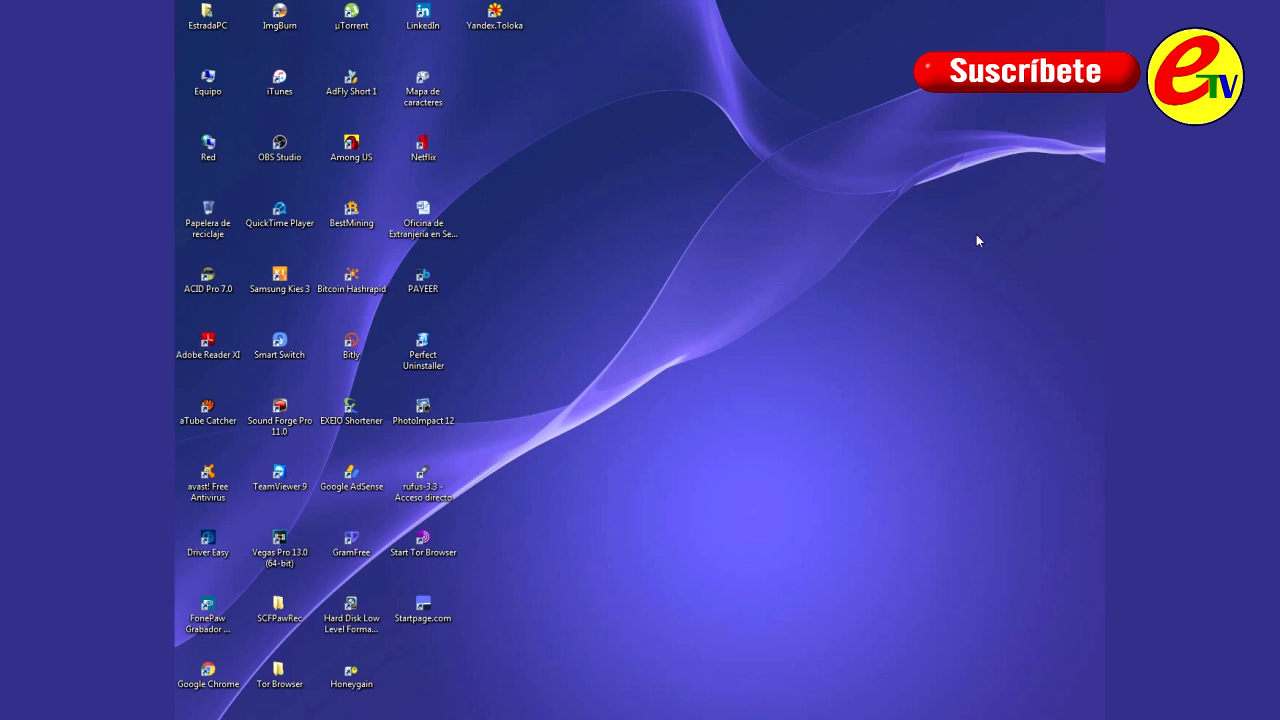 EstradaPC
ImgBurn
µTorrent
LinkedIn
Yandex.Toloka
Suscríbete
e
TV
Equipo
iTunes
AdFly Short 1
Mapa de
caracteres
Red
OBS Studio
Among US
Netflix
Papelera de
reciclaje
QuickTime Player
BestMining
Oficina de
Extranjería en Se...
ACID Pro 7.0
Samsung Kies 3
Bitcoin Hashrapid
PAYEER
Adobe Reader XI
Smart Switch
Bitly
Perfect
Uninstaller
aTube Catcher
Sound Forge Pro
11.0
EXEIO Shortener
PhotoImpact 12
avast! Free
Antivirus
TeamViewer 9
Google AdSense
rufus-3.3 -
Acceso directo
Driver Easy
Vegas Pro 13.0
(64-bit)
GramFree
Start Tor Browser
FonePaw
Grabador ...
SCFPawRec
Hard Disk Low
Level Forma...
Startpage.com
Google Chrome
Tor Browser
Honeygain